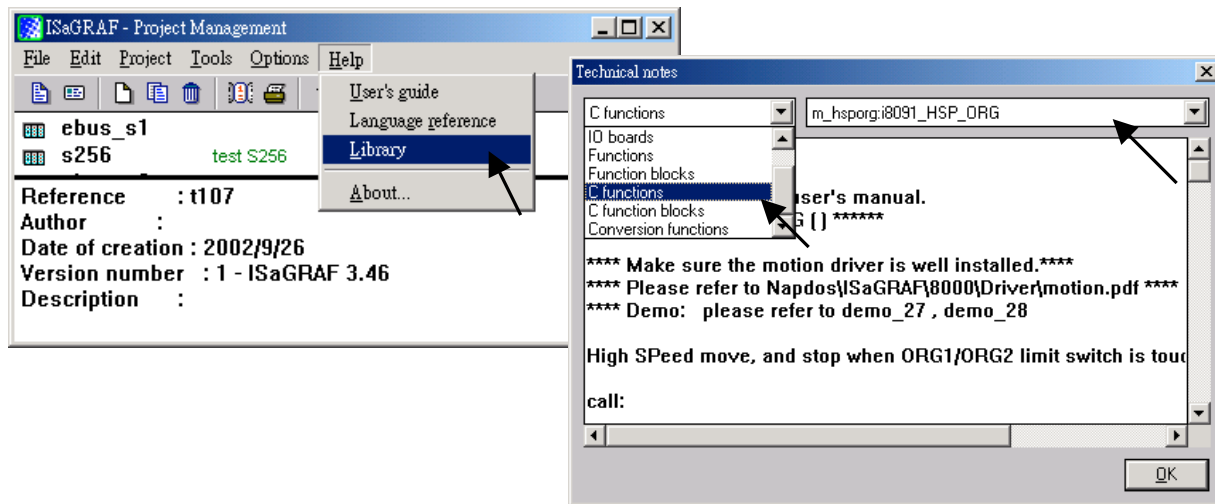 ISaGRAF - Project Management
File Edit Project Tools Options Help
User's guide
Language reference
Library
About...
ebus_s1
s256 test S256
Reference : t107
Author :
Date of creation : 2002/9/26
Version number : 1 - ISaGRAF 3.46
Description :
Technical notes
C functions
m_hsporg:i8091_HSP_ORG
IO boards
Functions
Function blocks
C functions
C function blocks
Conversion functions
user's manual.
G () ******
**** Make sure the motion driver is well installed.****
**** Please refer to Napdos\ISaGRAF\8000\Driver\motion.pdf ****
**** Demo: please refer to demo_27 , demo_28
High SPeed move, and stop when ORG1/ORG2 limit switch is
call:
OK